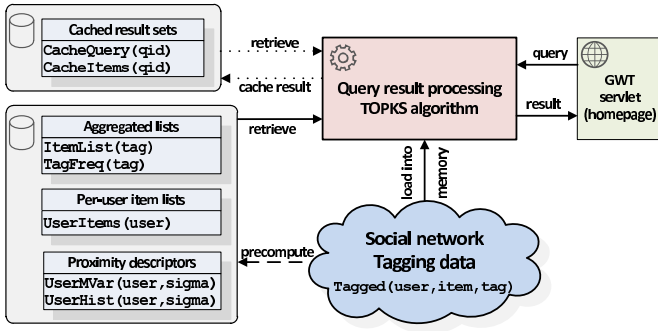 Cached result sets
CacheQuery(qid)
CacheItems(qid)
retrieve
cache result
Query result processing
TOPKS algorithm
query
result
GWT
servlet
(homepage)
Aggregated lists
ItemList(tag)
TagFreq(tag)
retrieve
Per-user item lists
UserItems(user)
load into
memory
Proximity descriptors
UserMVar(user,sigma)
UserHist(user,sigma)
precompute
Social network
Tagging data
Tagged(user,item,tag)